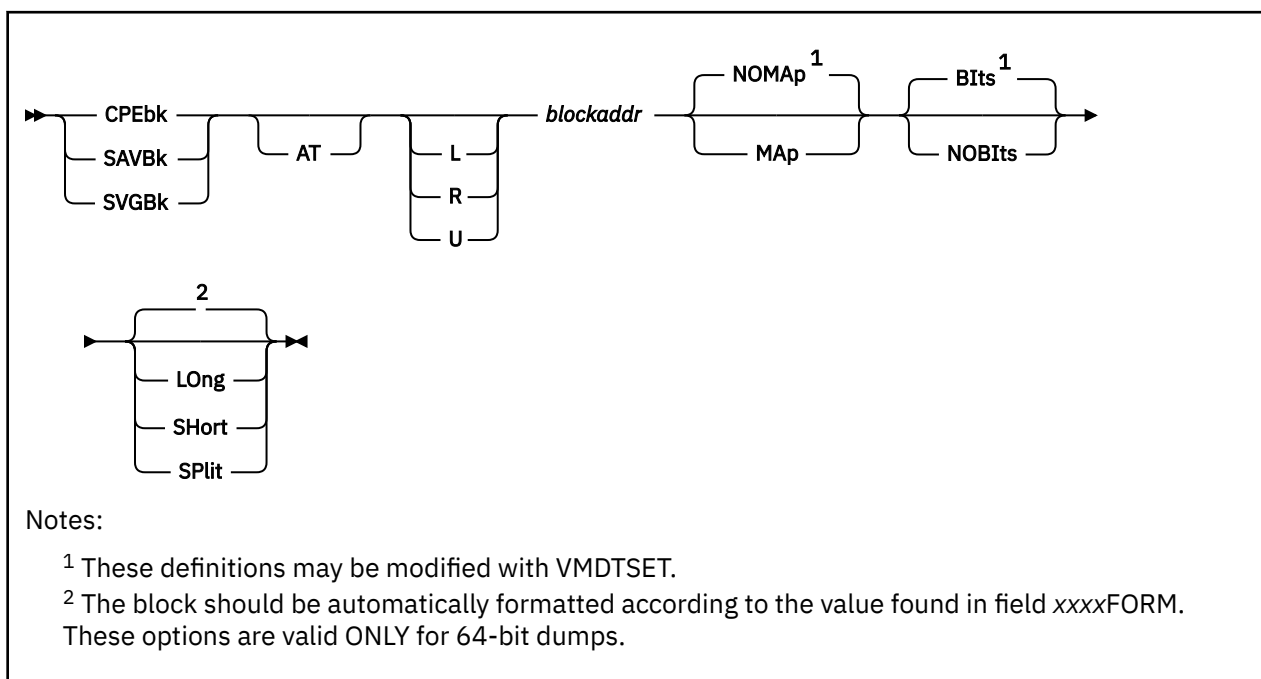 NOMAp 1 BIts 1
CPEbk blockaddr
SAVBk AT L MAp NOBIts
SVGBk R
U
2
LOng
SHort
SPlit
Notes:
1 These definitions may be modified with VMDTSET.
2 The block should be automatically formatted according to the value found in field xxxxFORM.
These options are valid ONLY for 64-bit dumps.